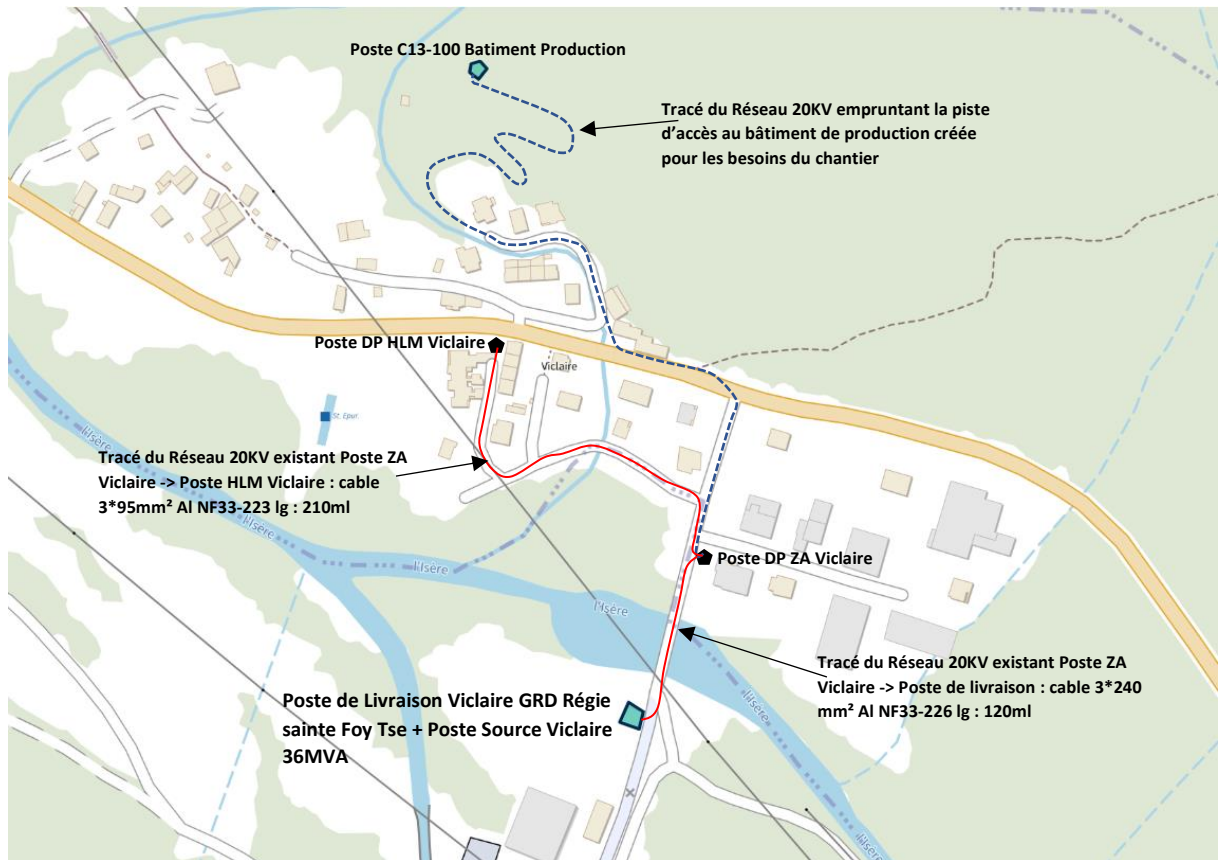 Poste C13-100 Batiment Production
Tracé du Réseau 20KV empruntant la piste
d'accès au bâtiment de production créée
pour les besoins du chantier
Poste DP HLM Viclaire
Viclaire
St. Epur.
Tracé du Réseau 20KV existant Poste ZA
Viclaire -> Poste HLM Viclaire : cable
3*95mm² Al NF33-223 lg : 210ml
l'Isère
l'Isère
l'Isère
l'Isère
Poste DP ZA Viclaire
l'Isère
Tracé du Réseau 20KV existant Poste ZA
Viclaire -> Poste de livraison : cable 3*240
mm² Al NF33-226 lg : 120ml
Poste de Livraison Viclaire GRD Régie
sainte Foy Tse + Poste Source Viclaire
36MVA